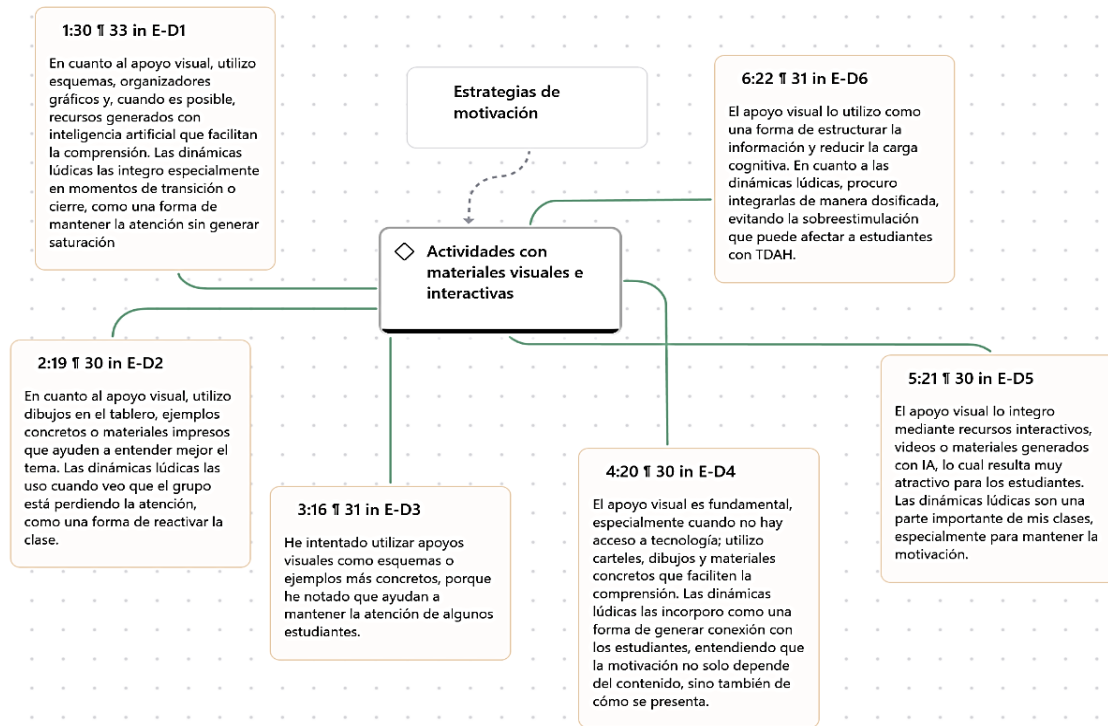 1:30 ¶ 33 in E-D1
En cuanto al apoyo visual, utilizo
esquemas, organizadores
gráficos y, cuando es posible,
recursos generados con
inteligencia artificial que facilitan
la comprensión. Las dinámicas
lúdicas las integro especialmente
en momentos de transición o
cierre, como una forma de
mantener la atención sin generar
saturación
Estrategias de
motivación
6:22 ¶ 31 in E-D6
El apoyo visual lo utilizo como
una forma de estructurar la
información y reducir la carga
cognitiva. En cuanto a las
dinámicas lúdicas, procuro
integrarlas de manera dosificada,
evitando la sobreestimulación
que puede afectar a estudiantes
con TDAH.
Actividades con
materiales visuales e
interactivas
2:19 ¶ 30 in E-D2
En cuanto al apoyo visual, utilizo
dibujos en el tablero, ejemplos
concretos o materiales impresos
que ayuden a entender mejor el
tema. Las dinámicas lúdicas las
uso cuando veo que el grupo
está perdiendo la atención,
como una forma de reactivar la
clase.
3:16 ¶ 31 in E-D3
He intentado utilizar apoyos
visuales como esquemas o
ejemplos más concretos, porque
he notado que ayudan a
mantener la atención de algunos
estudiantes.
4:20 ¶ 30 in E-D4
El apoyo visual es fundamental,
especialmente cuando no hay
acceso a tecnología; utilizo
carteles, dibujos y materiales
concretos que faciliten la
comprensión. Las dinámicas
lúdicas las incorporo como una
forma de generar conexión con
los estudiantes, entendiendo que
la motivación no solo depende
del contenido, sino también de
cómo se presenta.
5:21 ¶ 30 in E-D5
El apoyo visual lo integro
mediante recursos interactivos,
videos o materiales generados
con IA, lo cual resulta muy
atractivo para los estudiantes.
Las dinámicas lúdicas son una
parte importante de mis clases,
especialmente para mantener la
motivación.